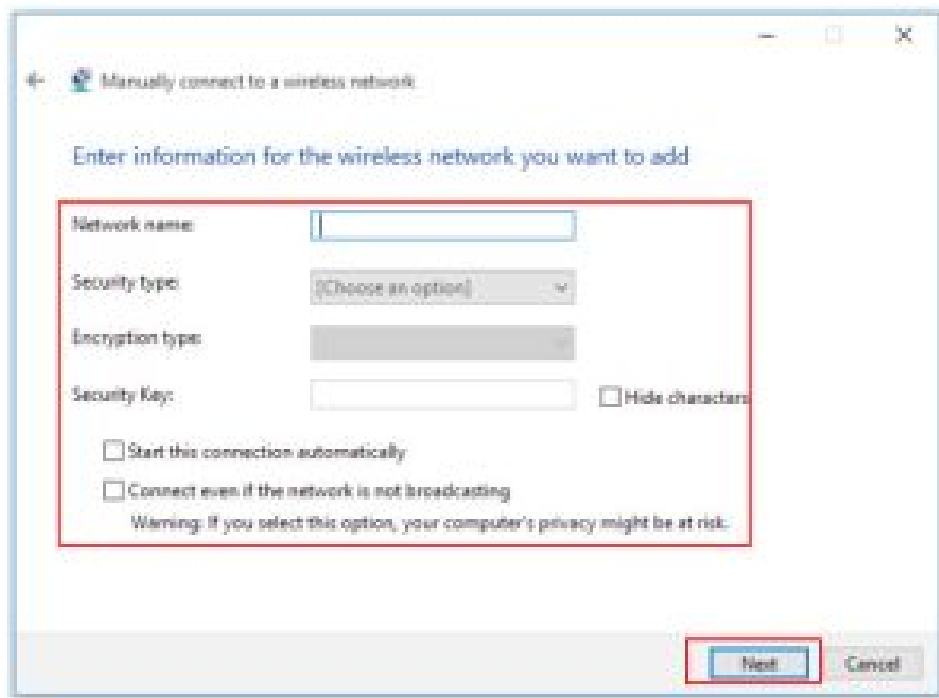 Manually connect to a wireless network
Enter information for the wireless network you want to add
Network name:
Security type:
[Choose an option]
Encryption type:
Security Key:
Hide characters
Start this connection automatically
Connect even if the network is not broadcasting
Warning: If you select this option, your computer's privacy might be at risk.
Next
Cancel